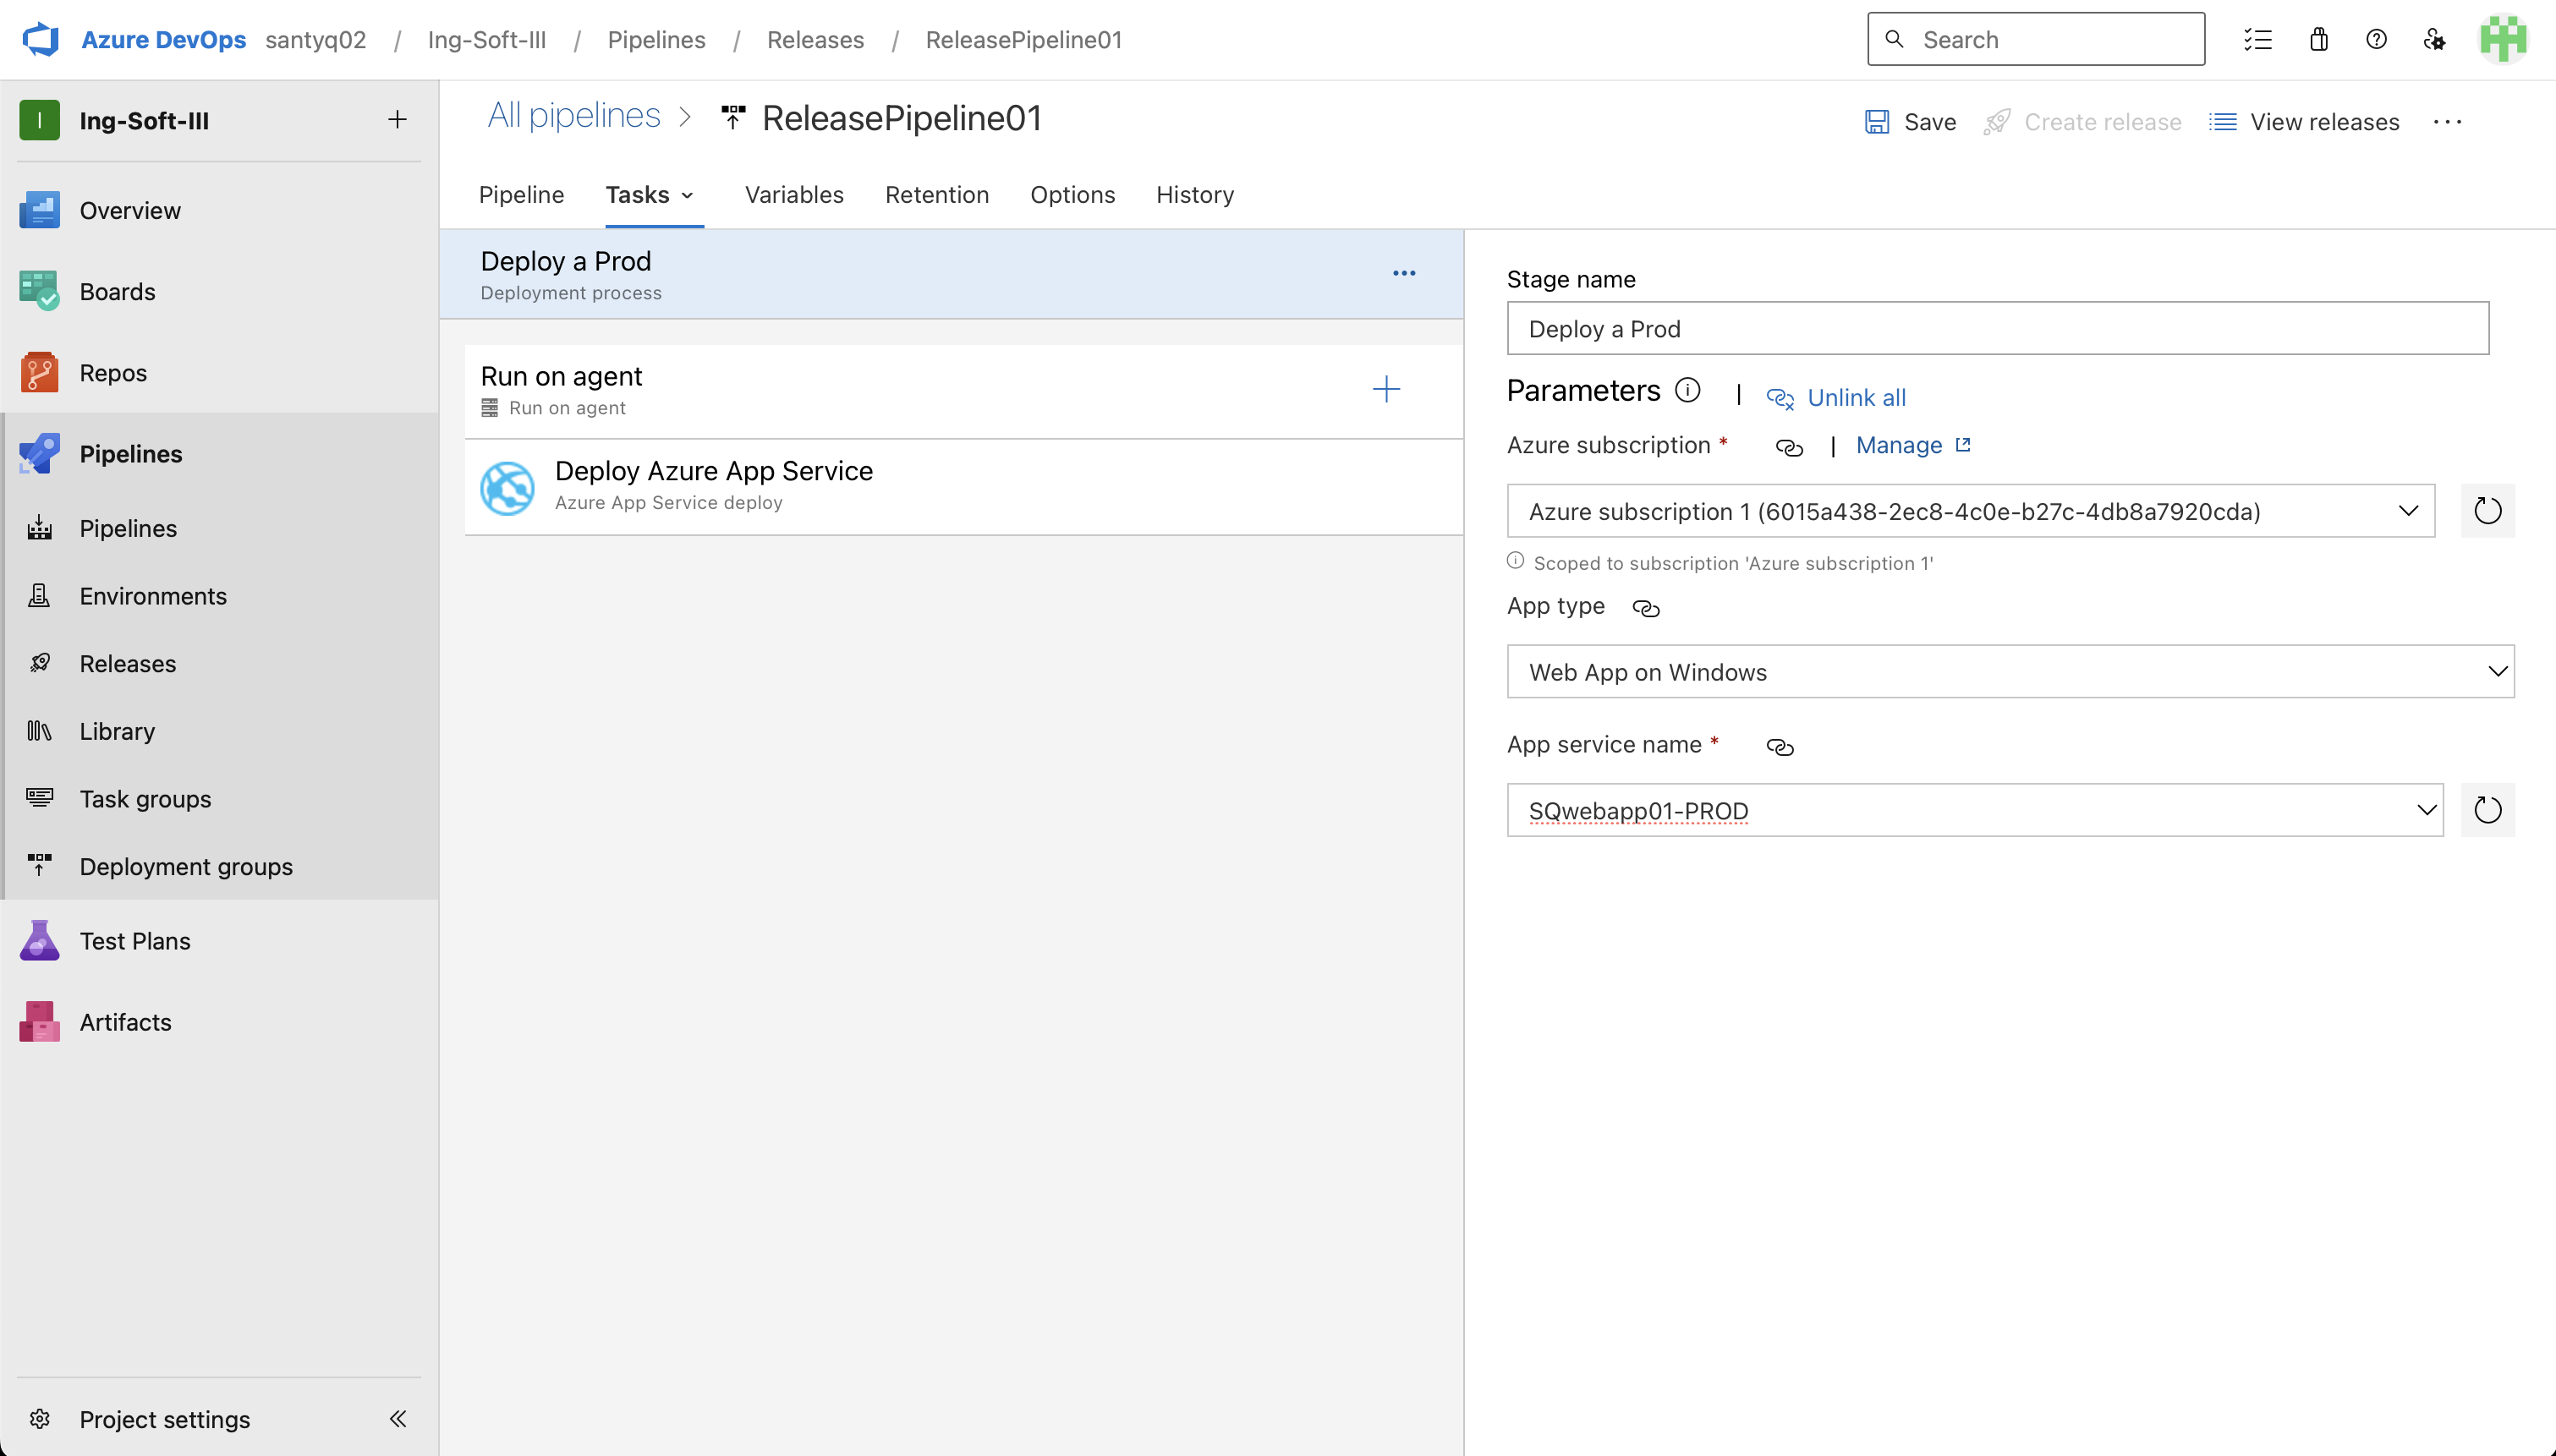 Azure DevOps santyq02 / Ing-Soft-III / Pipelines / Releases / ReleasePipeline01
Search
I Ing-Soft-III
Overview
Boards
Repos
Pipelines
Pipelines
Environments
Releases
Library
Task groups
Deployment groups
Test Plans
Artifacts
Project settings
All pipelines > ReleasePipeline01
Save Create release View releases ...
Pipeline Tasks Variables Retention Options History
Deploy a Prod
Deployment process
Run on agent
Run on agent
Deploy Azure App Service
Azure App Service deploy
Stage name
Deploy a Prod
Parameters | Unlink all
Azure subscription * | Manage
Azure subscription 1 (6015a438-2ec8-4c0e-b27c-4db8a7920cda)
Scoped to subscription 'Azure subscription 1'
App type
Web App on Windows
App service name *
SQwebapp01-PROD